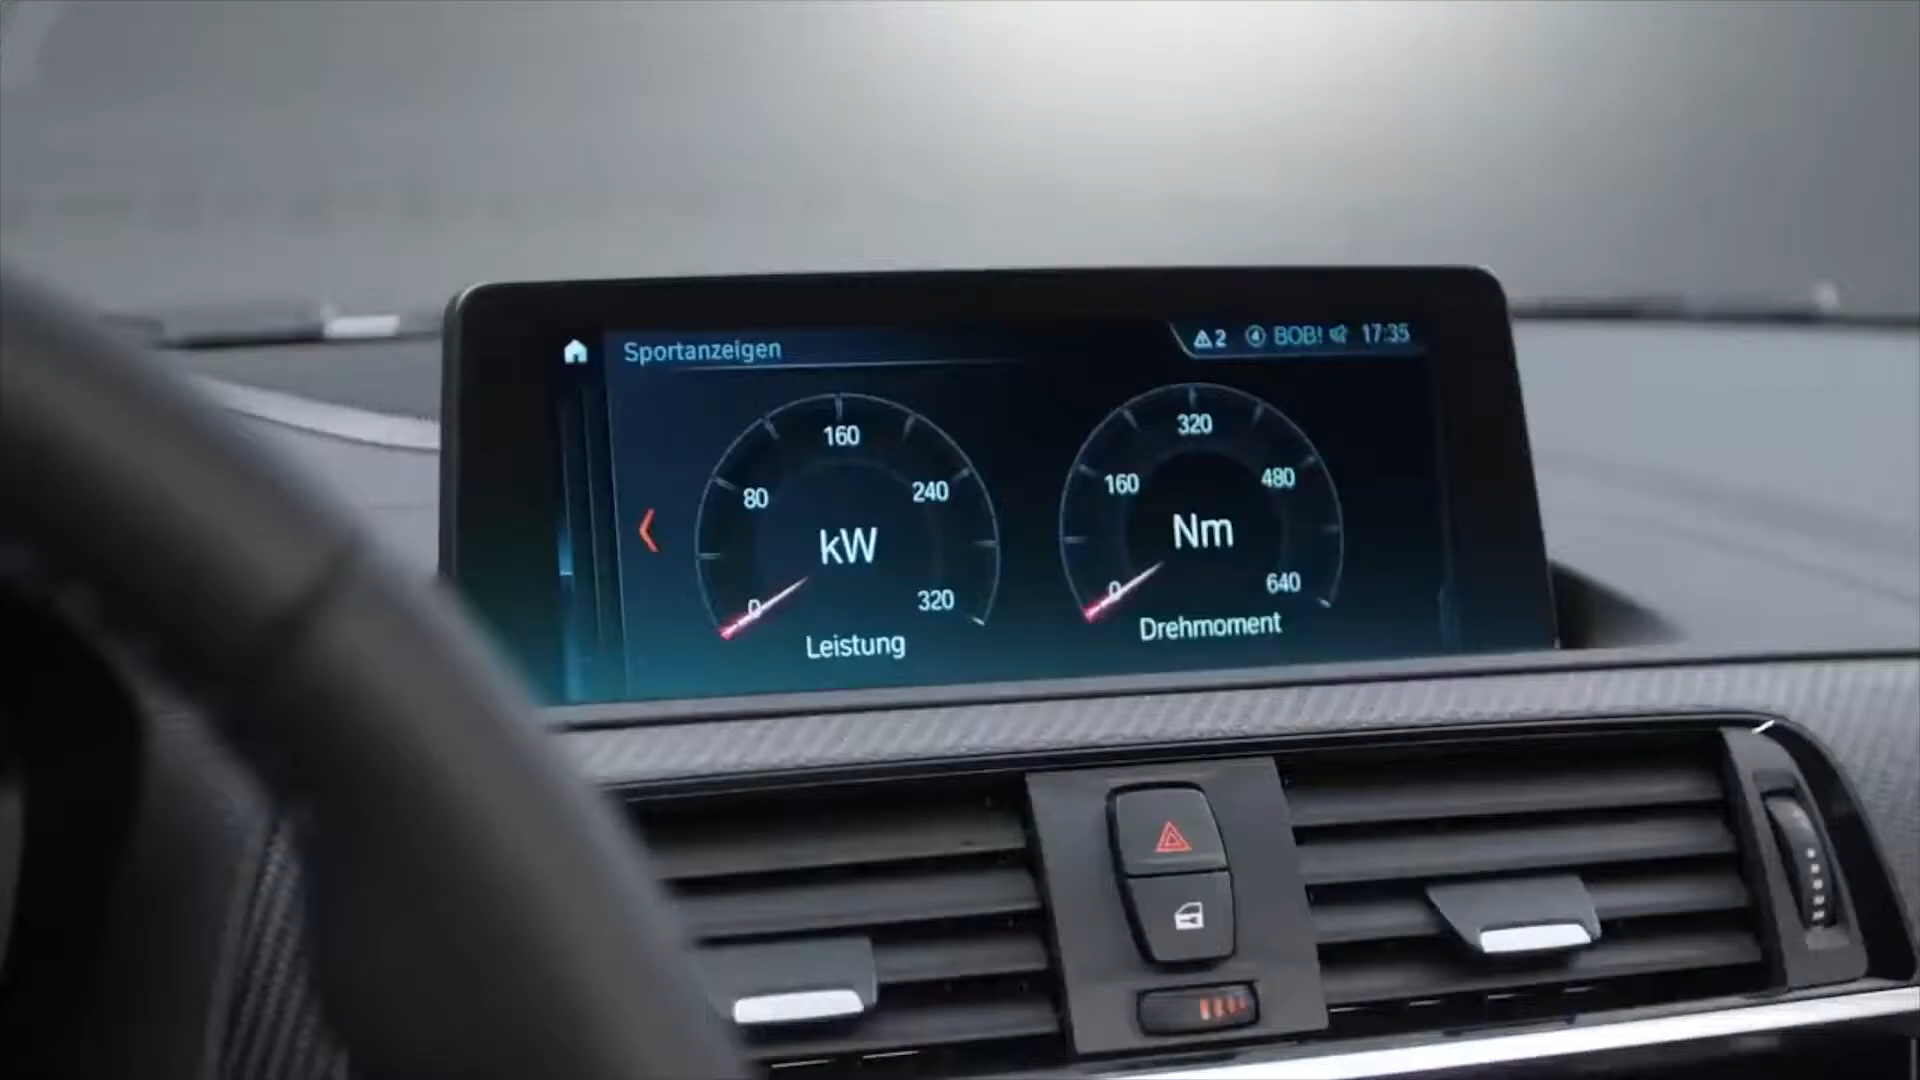 Sportanzeigen
2 4 BOB! 17:35
0 80 160 240 320
kW
Leistung
0 160 320 480 640
Nm
Drehmoment